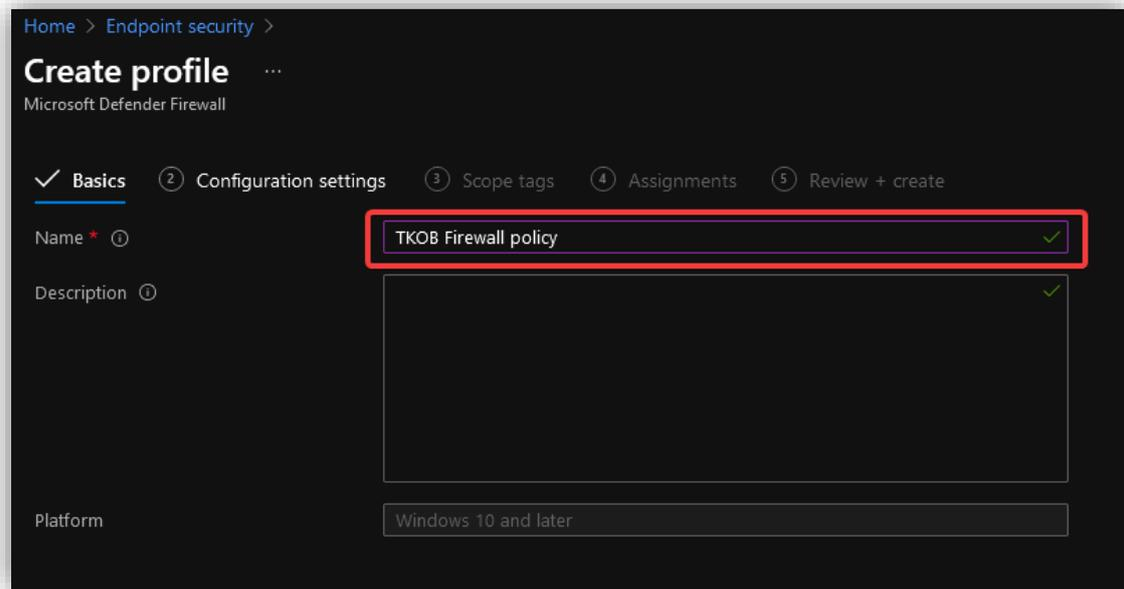 Home > Endpoint security >
Create profile ...
Microsoft Defender Firewall
Basics 2 Configuration settings 3 Scope tags 4 Assignments 5 Review + create
Name * TKOB Firewall policy
Description
Platform Windows 10 and later